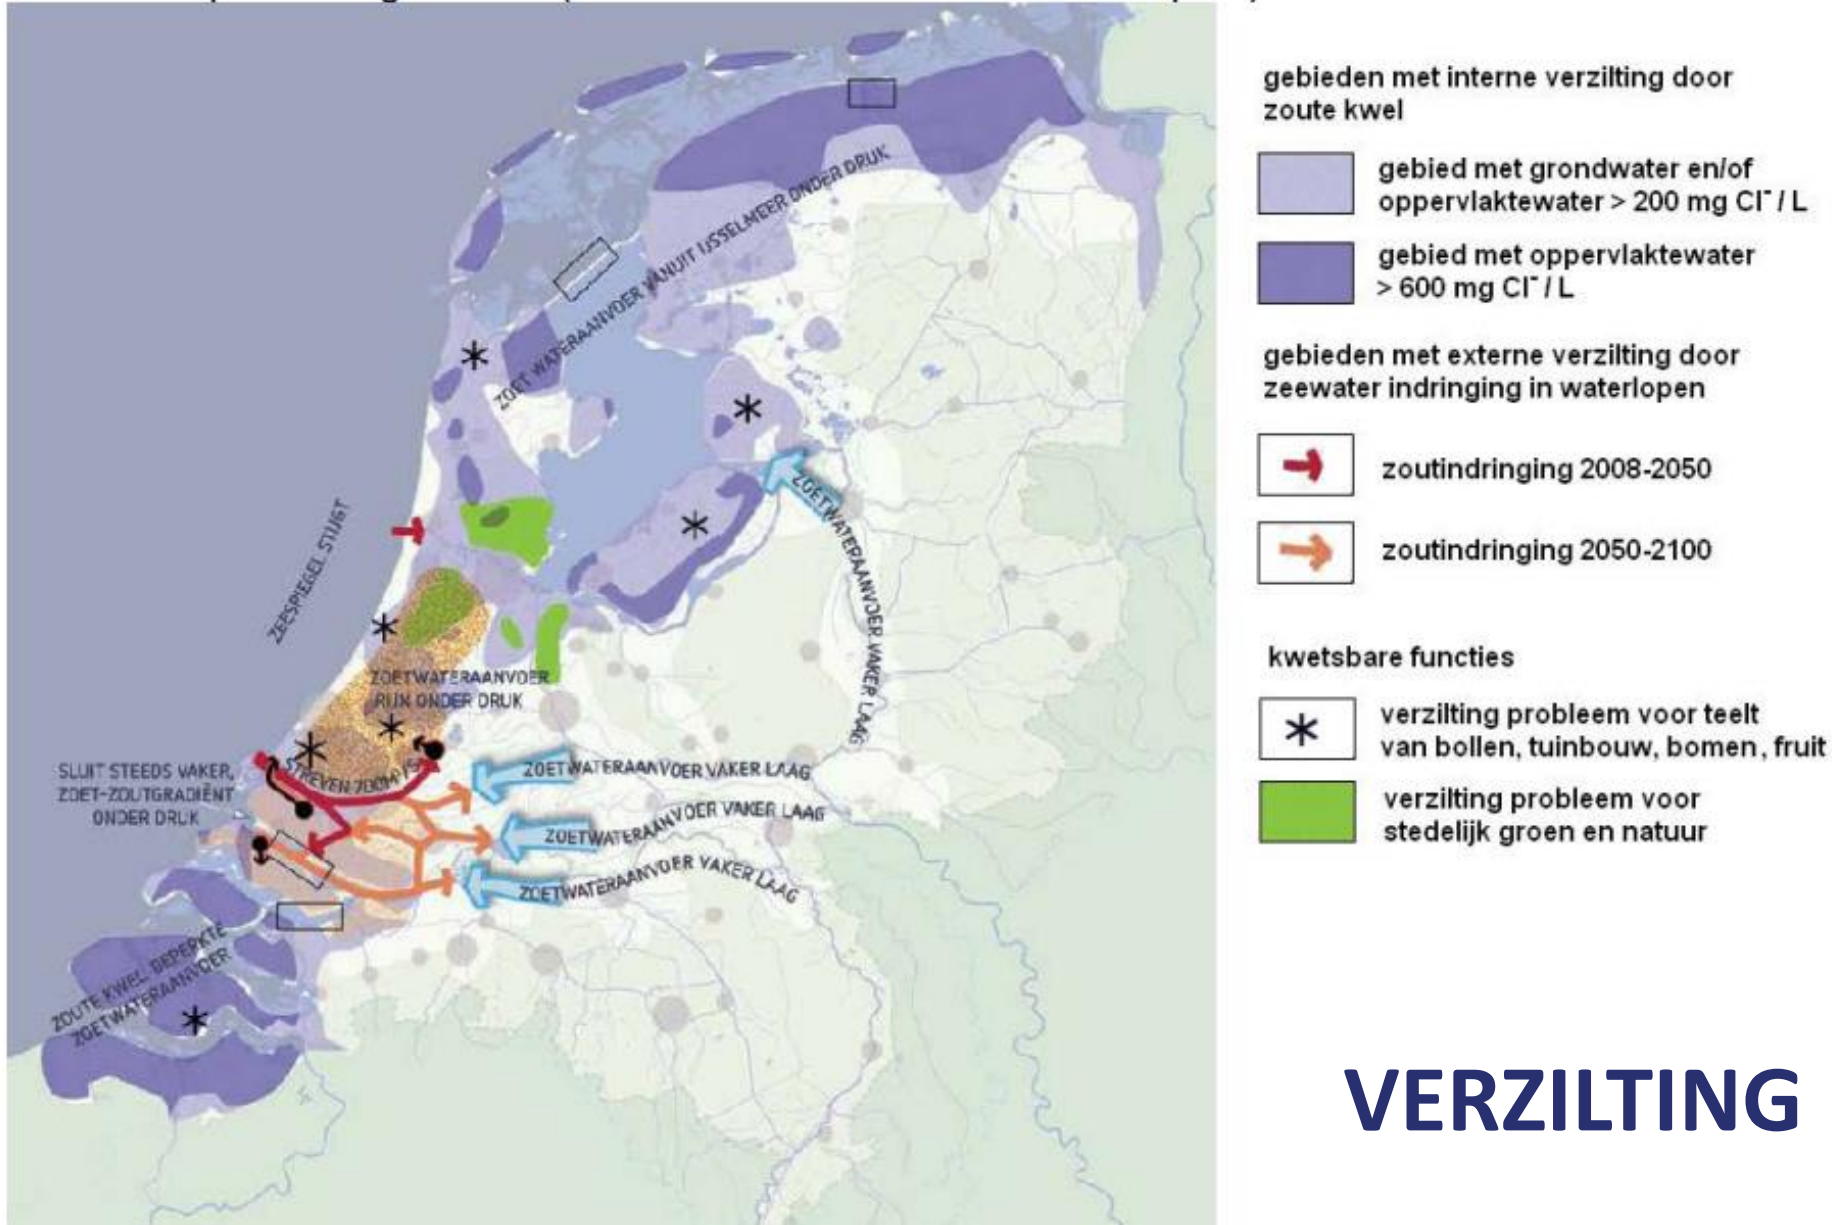 ZOET WATERAANVOER VANUIT IJSSELMEER ONDER DRUK
ZEESPIEGEL STIJGT
ZOETWATERAANVOER VAKER LAAG
ZOETWATERAANVOER
RIJN ONDER DRUK
SLUIT STEEDS VAKER,
ZOET-ZOUTGRADIËNT
ONDER DRUK
STREVEN
ZOETWATERAANVOER VAKER LAAG
ZOETWATERAANVOER VAKER LAAG
ZOETWATERAANVOER VAKER LAAG
ZOUTE KWEL BEPERKTE
ZOETWATERAANVOER
gebieden met interne verzilting door
zoute kwel
gebied met grondwater en/of
oppervlaktewater > 200 mg Cl⁻ / L
gebied met oppervlaktewater
> 600 mg Cl⁻ / L
gebieden met externe verzilting door
zeewater indringing in waterlopen
zoutindringing 2008-2050
zoutindringing 2050-2100
kwetsbare functies
verzilting probleem voor teelt
van bollen, tuinbouw, bomen, fruit
verzilting probleem voor
stedelijk groen en natuur
VERZILTING